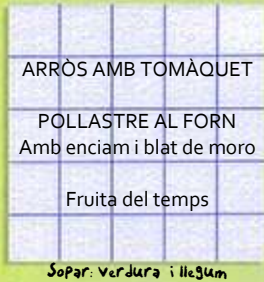 ARRÒS AMB TOMÀQUET
POLLASTRE AL FORN
Amb enciam i blat de moro
Fruita del temps
Sopar: verdura i llegum